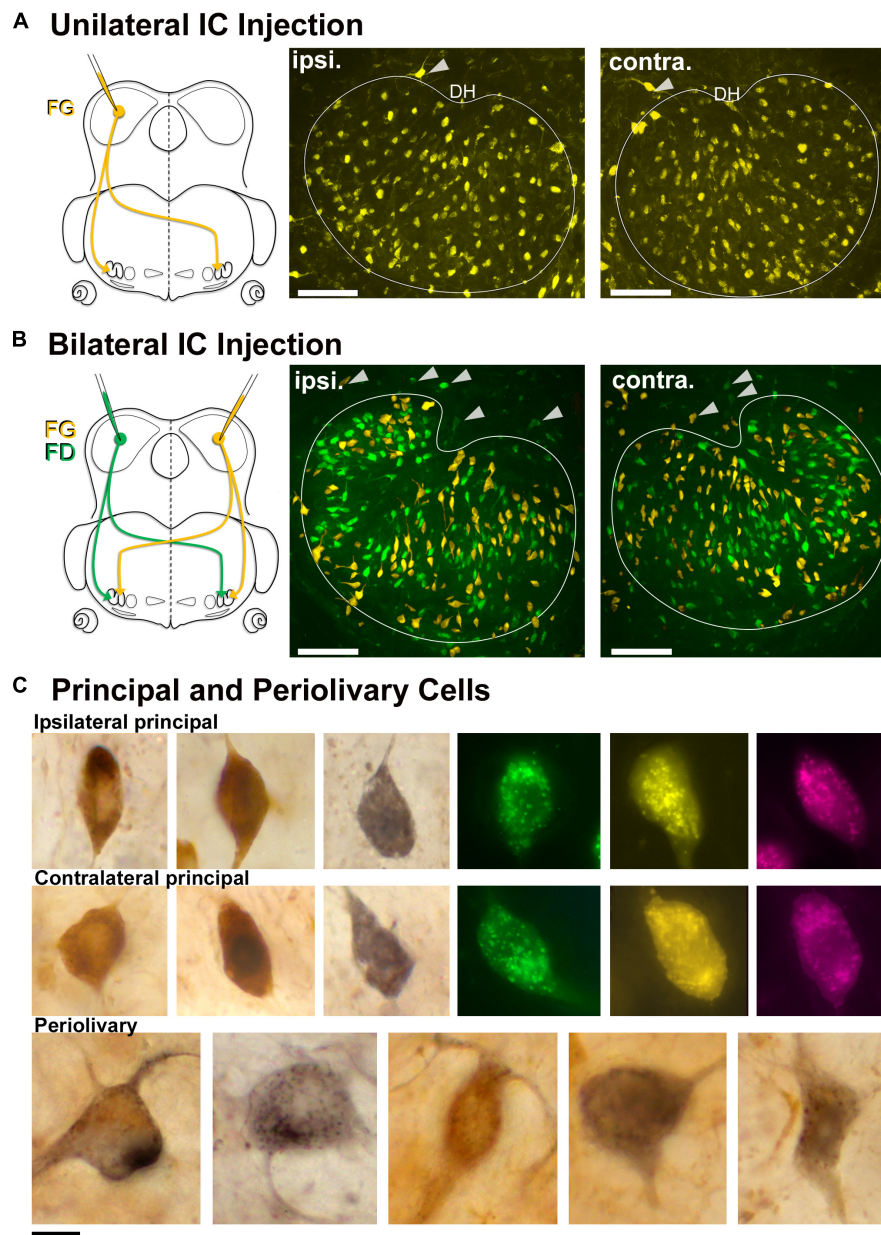 A Unilateral IC Injection
FG
ipsi.
DH
contra.
DH
B Bilateral IC Injection
FG
FD
ipsi.
contra.
C Principal and Periolivary Cells
Ipsilateral principal
Contralateral principal
Periolivary